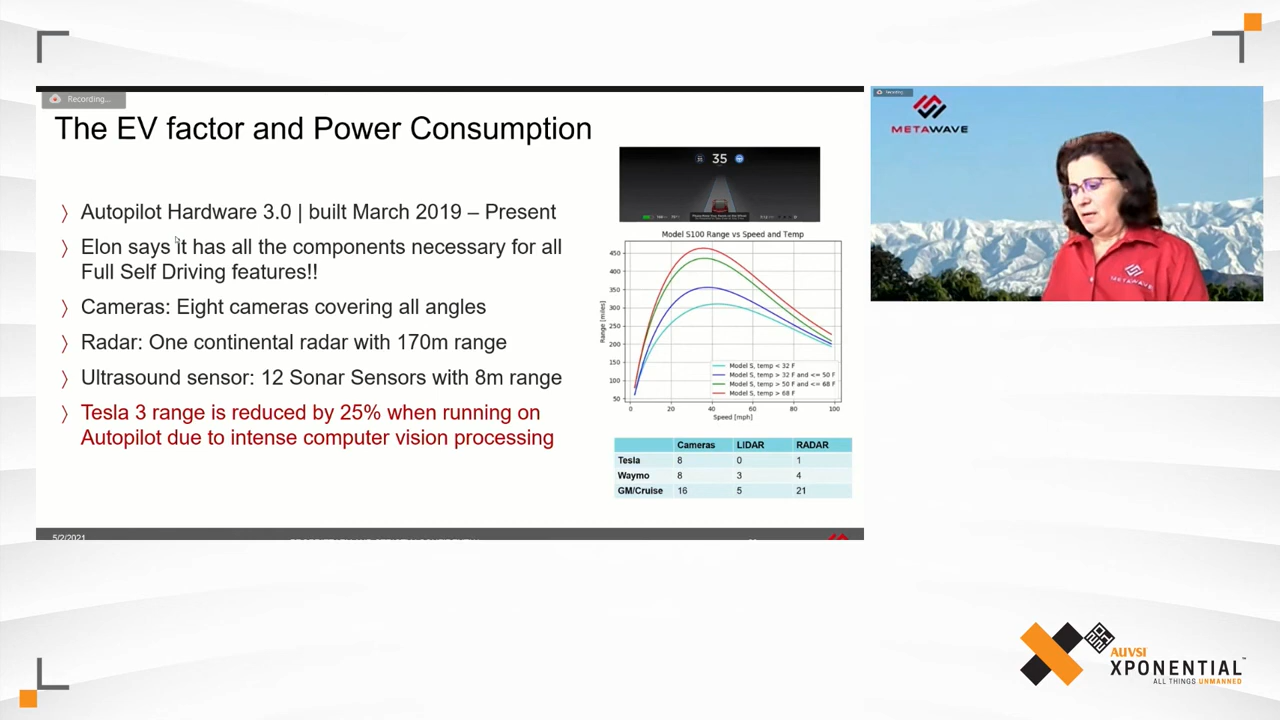 Recording...
The EV factor and Power Consumption
Autopilot Hardware 3.0 | built March 2019 – Present
Elon says it has all the components necessary for all
Full Self Driving features!!
Cameras: Eight cameras covering all angles
Radar: One continental radar with 170m range
Ultrasound sensor: 12 Sonar Sensors with 8m range
Tesla 3 range is reduced by 25% when running on
Autopilot due to intense computer vision processing
35
Model S100 Range vs Speed and Temp
450
400
350
300
250
200
150
100
50
Range [miles]
Model S, temp < 32 F
Model S, temp > 32 F and <= 50 F
Model S, temp > 50 F and <= 68 F
Model S, temp > 68 F
0 20 40 60 80 100
Speed [mph]
Cameras LIDAR RADAR
Tesla 8 0 1
Waymo 8 3 4
GM/Cruise 16 5 21
5/2/2021
Recording...
METAWAVE
METAWAVE
AUVSI
XPONENTIAL™
ALL THINGS UNMANNED